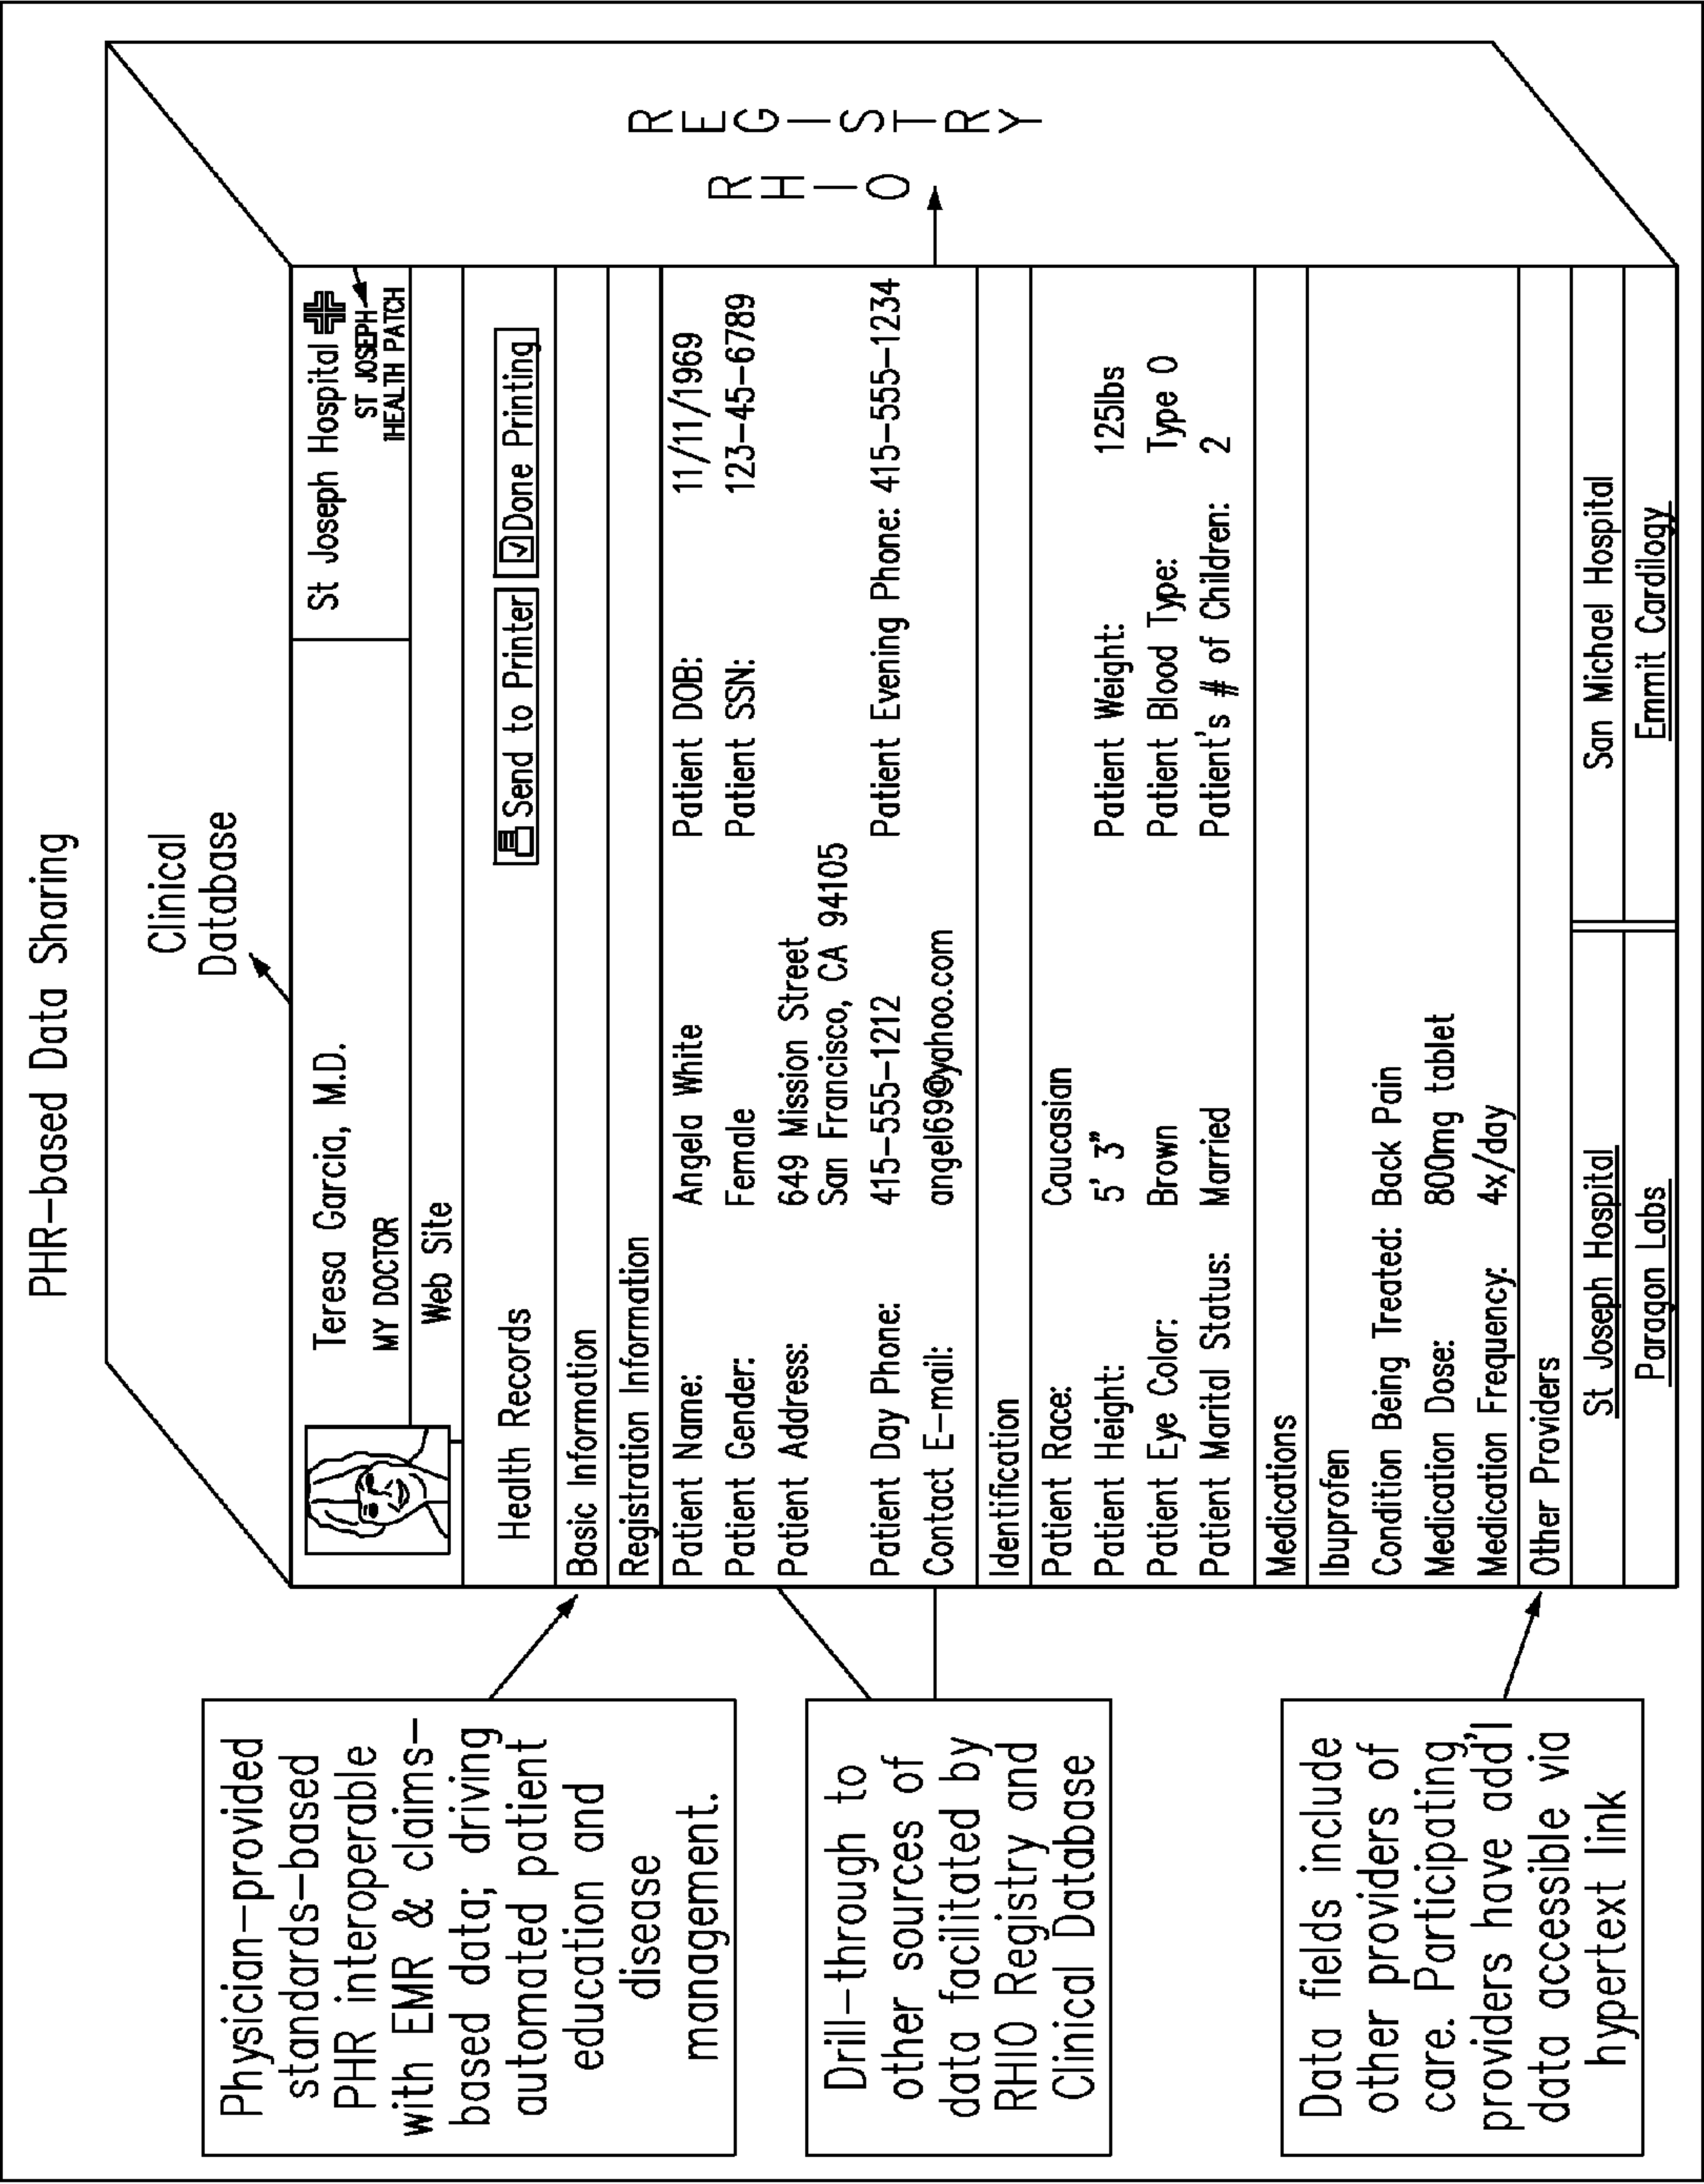 PHR-based Data Sharing
Clinical
Database
Physician-provided
standards-based
PHR interoperable
with EMR & claims-
based data; driving
automated patient
education and
disease
management.
Drill-through to
other sources of
data facilitated by
RHIO Registry and
Clinical Database
Data fields include
other providers of
care. Participating
providers have add'l
data accessible via
hypertext link
Teresa Garcia, M.D.
MY DOCTOR
St Joseph Hospital
ST JOSEPH
IHEALTH PATCH
Web Site
Health Records
Send to Printer Done Printing
Basic Information
Registration Information
Patient Name: Angela White Patient DOB: 11/11/1969
Patient Gender: Female Patient SSN: 123-45-6789
Patient Address: 649 Mission Street
San Francisco, CA 94105
Patient Day Phone: 415-555-1212 Patient Evening Phone: 415-555-1234
Contact E-mail: angel69@yahoo.com
Identification
Patient Race: Caucasian
Patient Height: 5' 3" Patient Weight: 125lbs
Patient Eye Color: Brown Patient Blood Type: Type O
Patient Marital Status: Married Patient's # of Children: 2
Medications
Ibuprofen
Condition Being Treated: Back Pain
Medication Dose: 800mg tablet
Medication Frequency: 4x/day
Other Providers
St Joseph Hospital San Michael Hospital
Paragon Labs Emmit Cardilogy
RHIO
REGISTRY